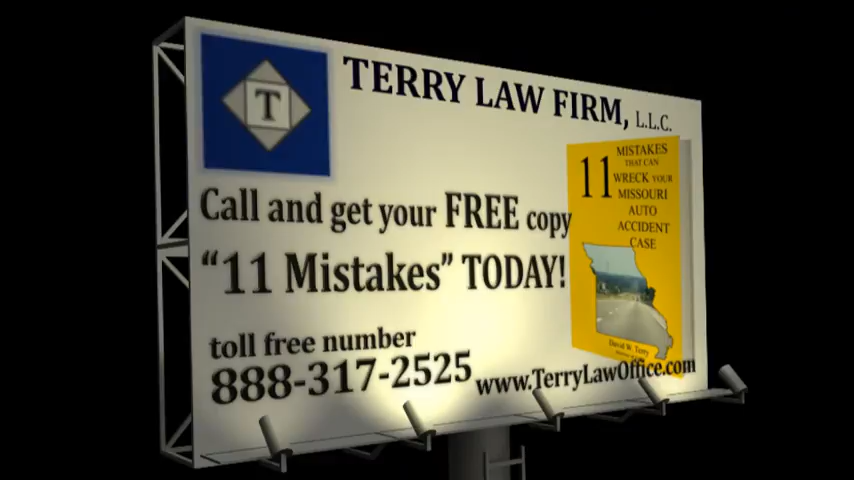 T
TERRY LAW FIRM, L.L.C.
Call and get your FREE copy
"11 Mistakes" TODAY!
toll free number
888-317-2525
www.TerryLawOffice.com
11
MISTAKES
THAT CAN
WRECK YOUR
MISSOURI
AUTO
ACCIDENT
CASE
David W. Terry